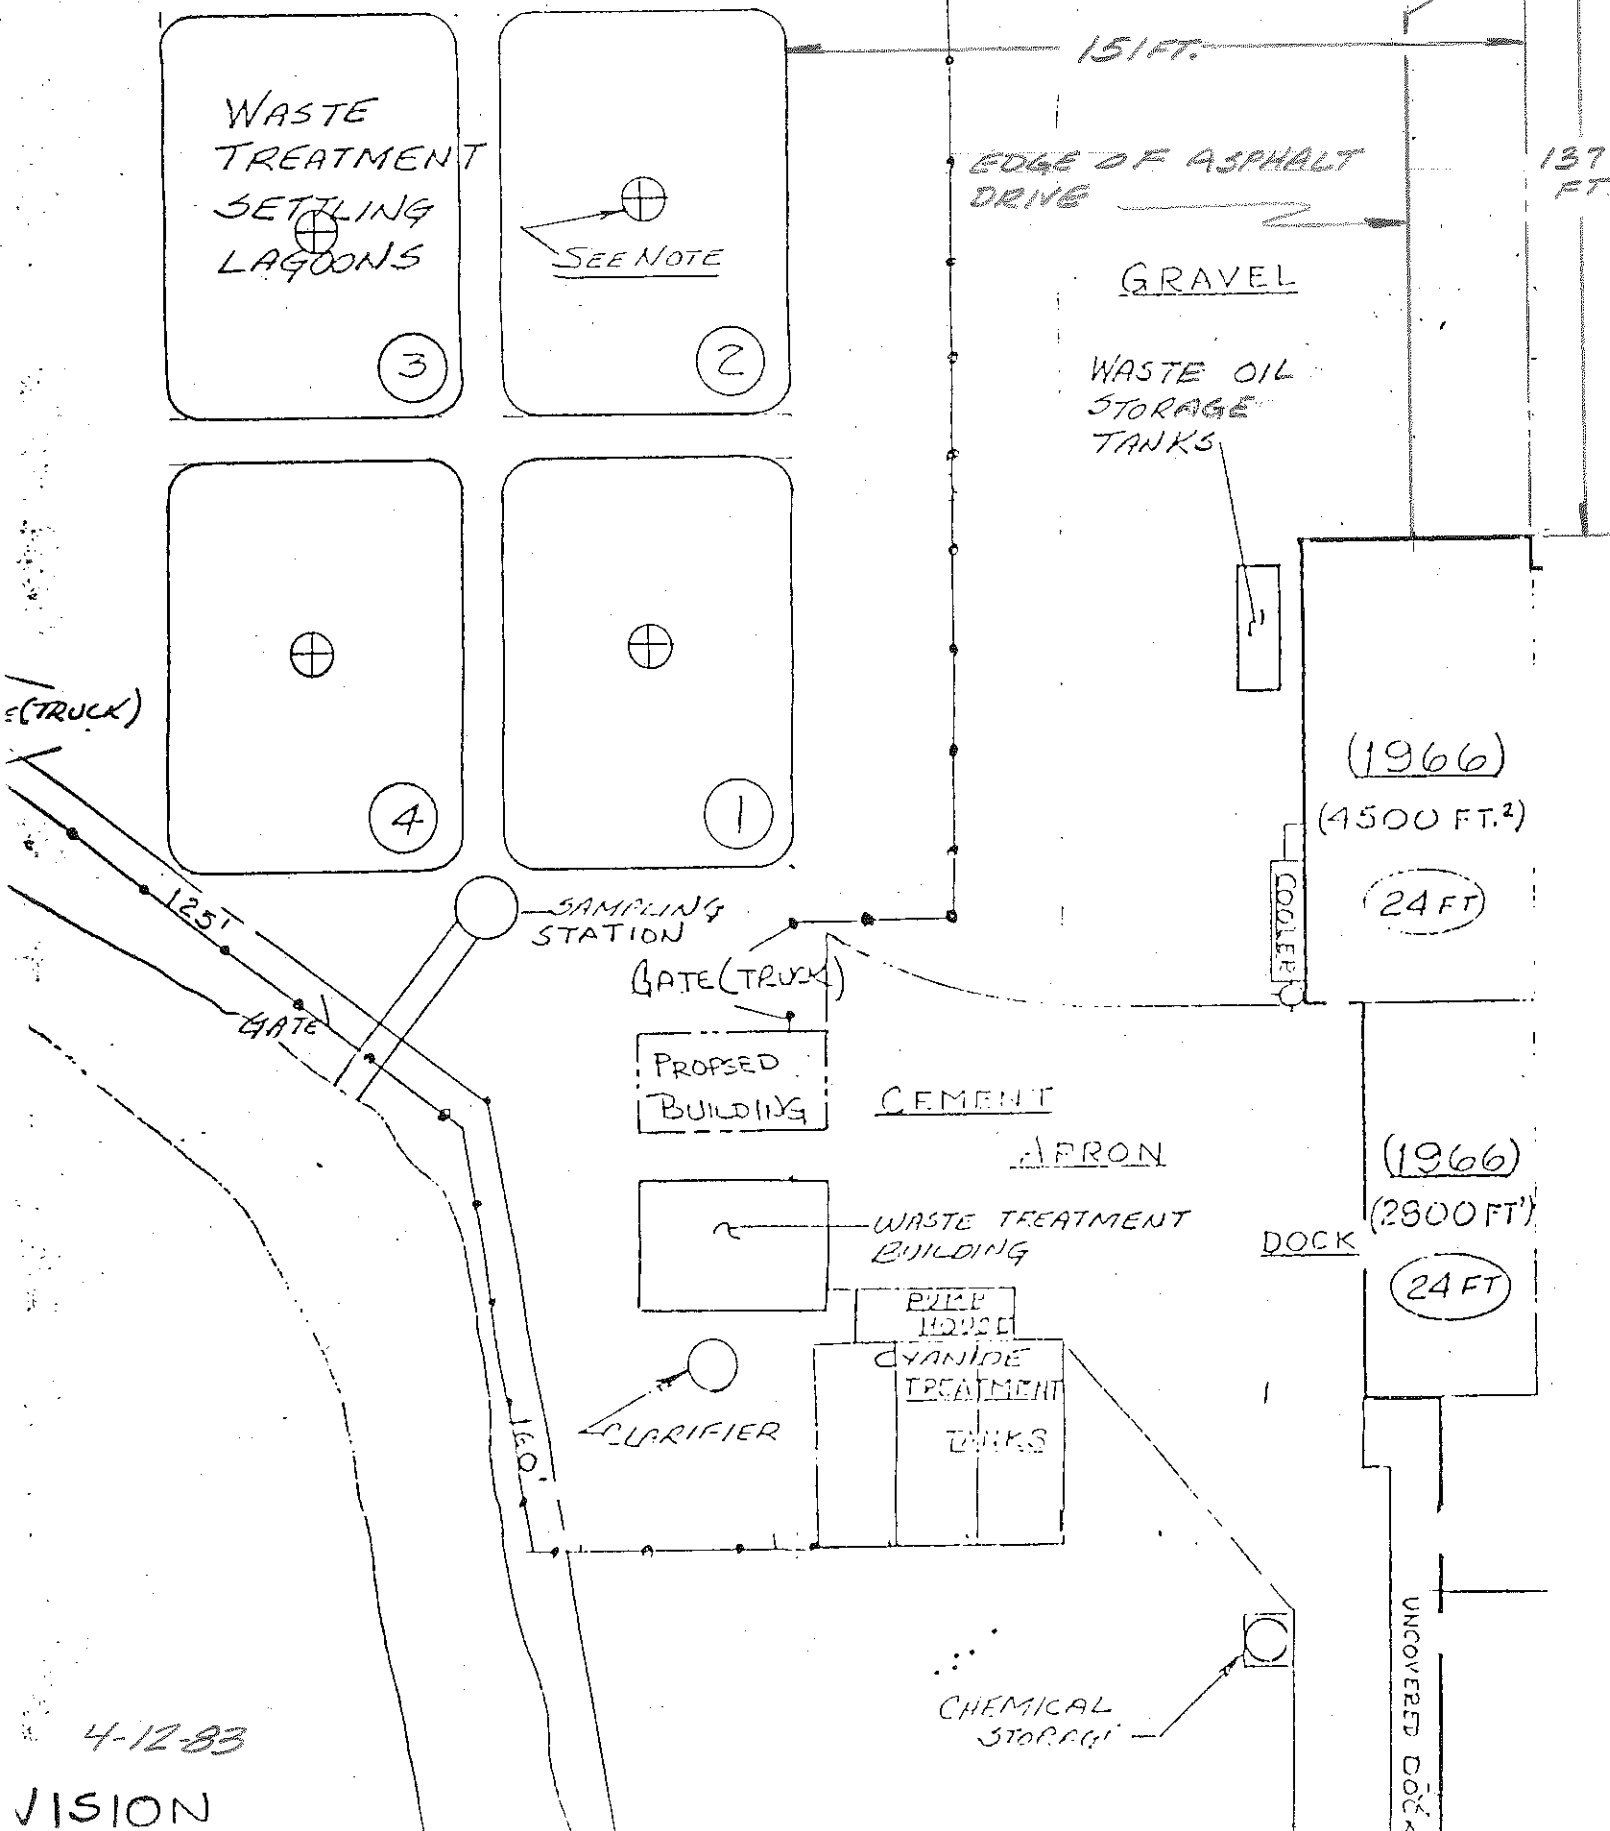 151 FT.
WASTE
TREATMENT
SETTLING
LAGOONS
SEE NOTE
EDGE OF ASPHALT
DRIVE
137
FT.
GRAVEL
3
2
WASTE OIL
STORAGE
TANKS
(TRUCK)
4
1
(1966)
(4500 FT.²)
24 FT
COOLER
125'
SAMPLING
STATION
GATE (TRUCK)
GATE
PROPSED
BUILDING
CEMENT
APRON
WASTE TREATMENT
BUILDING
DOCK
(1966)
(2800 FT²)
24 FT
PUMP
HOUSE
CYANIDE
TREATMENT
TANKS
CLARIFIER
160'
CHEMICAL
STORAGE
UNCOVERED DOCK
4-12-83
VISION